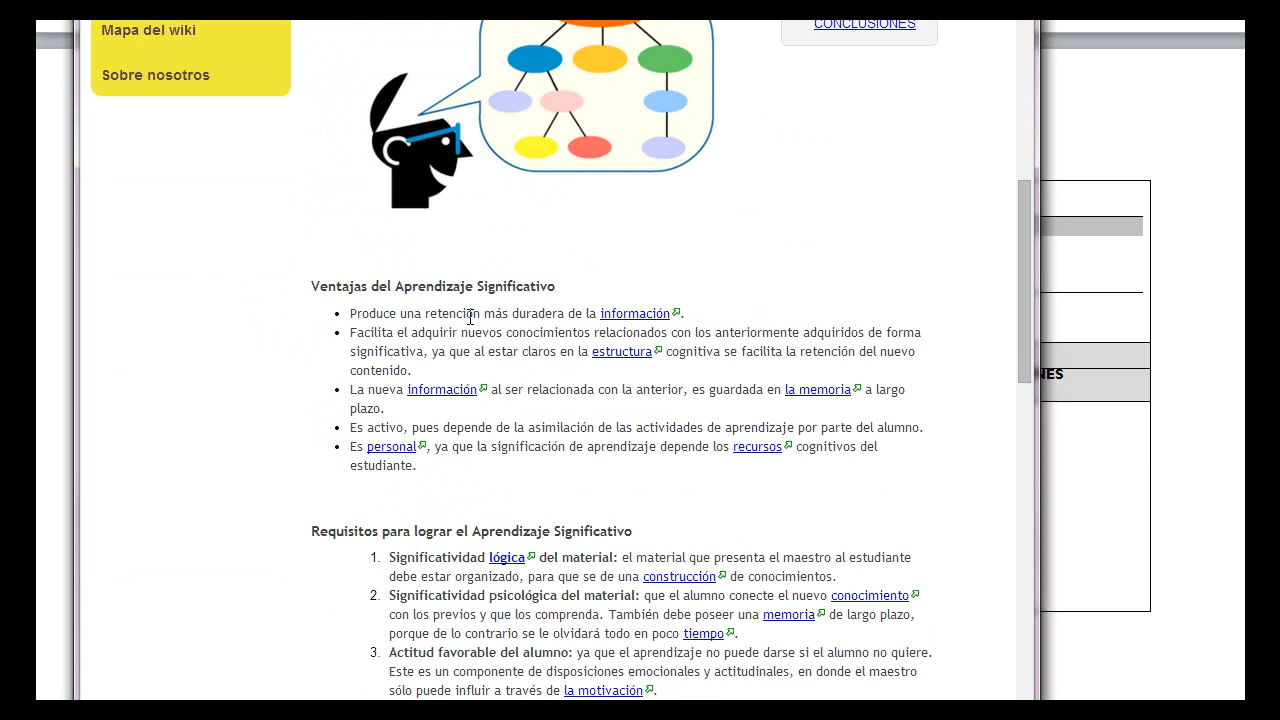 Mapa del wiki
Sobre nosotros
CONCLUSIONES
Ventajas del Aprendizaje Significativo
• Produce una retención más duradera de la información.
• Facilita el adquirir nuevos conocimientos relacionados con los anteriormente adquiridos de forma
significativa, ya que al estar claros en la estructura cognitiva se facilita la retención del nuevo
contenido.
• La nueva información al ser relacionada con la anterior, es guardada en la memoria a largo
plazo.
• Es activo, pues depende de la asimilación de las actividades de aprendizaje por parte del alumno.
• Es personal, ya que la significación de aprendizaje depende los recursos cognitivos del
estudiante.
NES
Requisitos para lograr el Aprendizaje Significativo
1. Significatividad lógica del material: el material que presenta el maestro al estudiante
debe estar organizado, para que se de una construcción de conocimientos.
2. Significatividad psicológica del material: que el alumno conecte el nuevo conocimiento
con los previos y que los comprenda. También debe poseer una memoria de largo plazo,
porque de lo contrario se le olvidará todo en poco tiempo.
3. Actitud favorable del alumno: ya que el aprendizaje no puede darse si el alumno no quiere.
Este es un componente de disposiciones emocionales y actitudinales, en donde el maestro
sólo puede influir a través de la motivación.